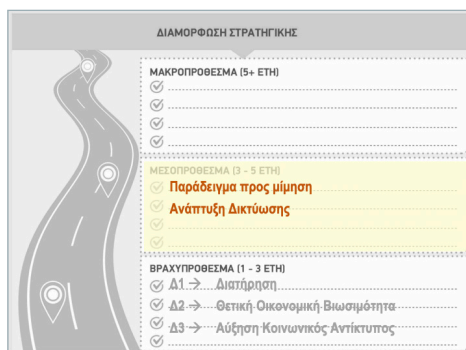 ΔΙΑΜΟΡΦΩΣΗ ΣΤΡΑΤΗΓΙΚΗΣ
ΜΑΚΡΟΠΡΟΘΕΣΜΑ (5+ ΕΤΗ)
ΜΕΣΟΠΡΟΘΕΣΜΑ (3 - 5 ΕΤΗ)
Παράδειγμα προς μίμηση
Ανάπτυξη Δικτύωσης
ΒΡΑΧΥΠΡΟΘΕΣΜΑ (1 - 3 ΕΤΗ)
Δ1 → Διατήρηση
Δ2 → Θετική Οικονομική Βιωσιμότητα
Δ3 → Αύξηση Κοινωνικός Αντίκτυπος